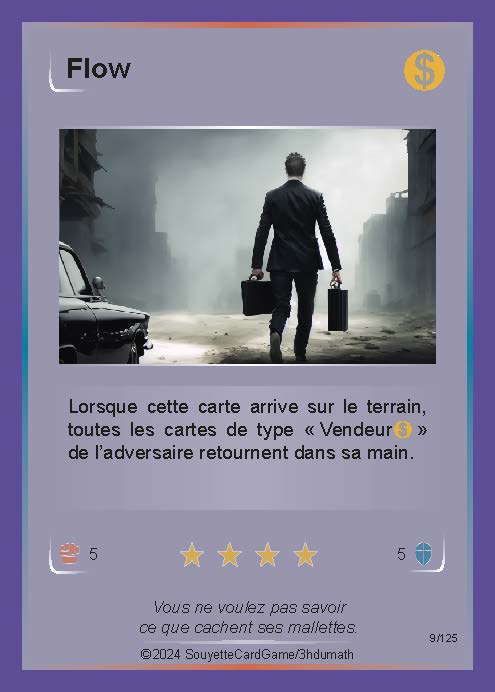 Flow
$
Lorsque cette carte arrive sur le terrain,
toutes les cartes de type « Vendeur $ »
de l’adversaire retournent dans sa main.
5
5
Vous ne voulez pas savoir
ce que cachent ses mallettes.
9/125
©2024 SouyetteCardGame/3hdumath